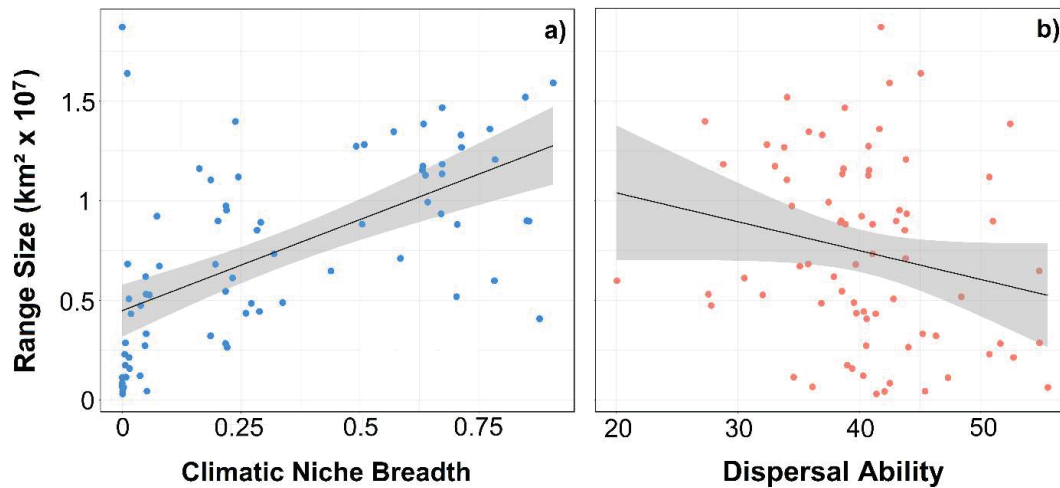 a)
b)
Range Size (km² x 10⁷)
1.5
1
0.5
0
0 0.25 0.5 0.75
20 30 40 50
Climatic Niche Breadth
Dispersal Ability